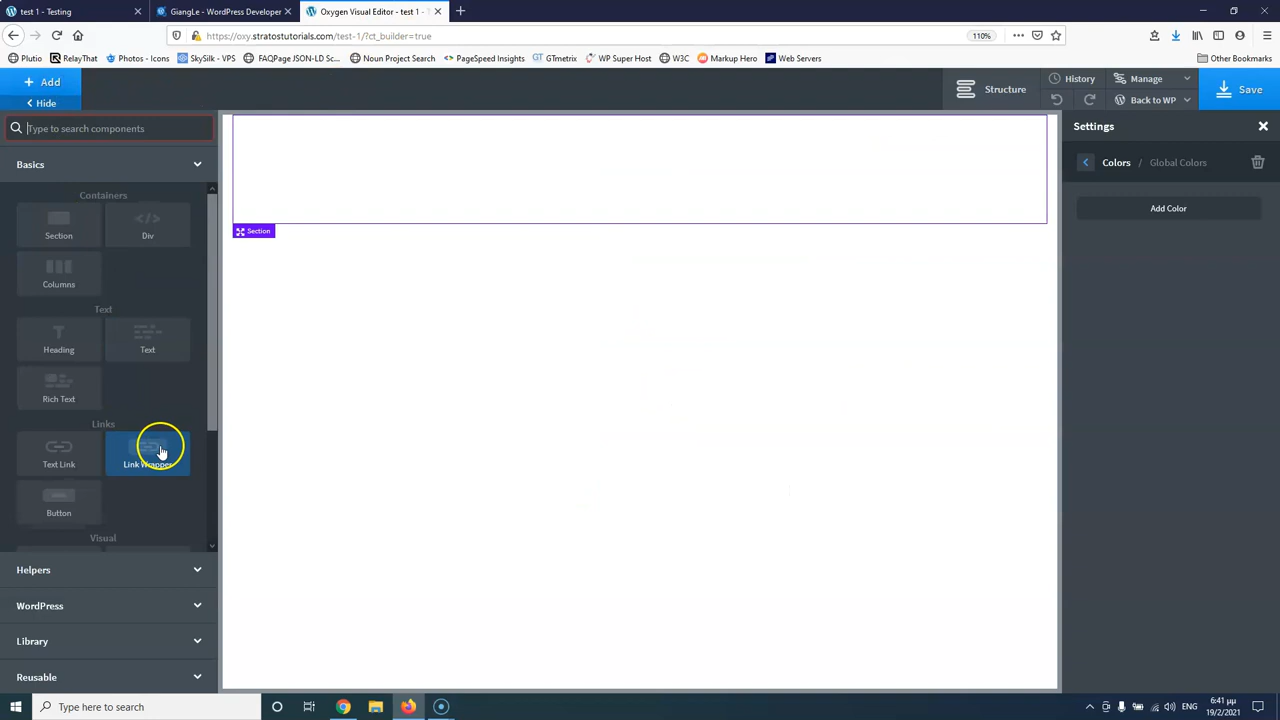 test 1 - Testing
GiangLe - WordPress Developer
Oxygen Visual Editor - test 1 -
https://oxy.stratostutorials.com/test-1/?ct_builder=true
110%
Plutio
RelayThat
Photos - Icons
SkySilk - VPS
FAQPage JSON-LD Sc...
Noun Project Search
PageSpeed Insights
GTmetrix
WP Super Host
W3C
Markup Hero
Web Servers
Other Bookmarks
+ Add
Hide
Structure
History
Manage
Back to WP
Save
Type to search components
Basics
Containers
Section
Div
Columns
Text
Heading
Text
Rich Text
Links
Text Link
Link Wrapper
Button
Visual
Helpers
WordPress
Library
Reusable
Section
Settings
Colors / Global Colors
Add Color
Type here to search
ENG
6:41 μμ
19/2/2021